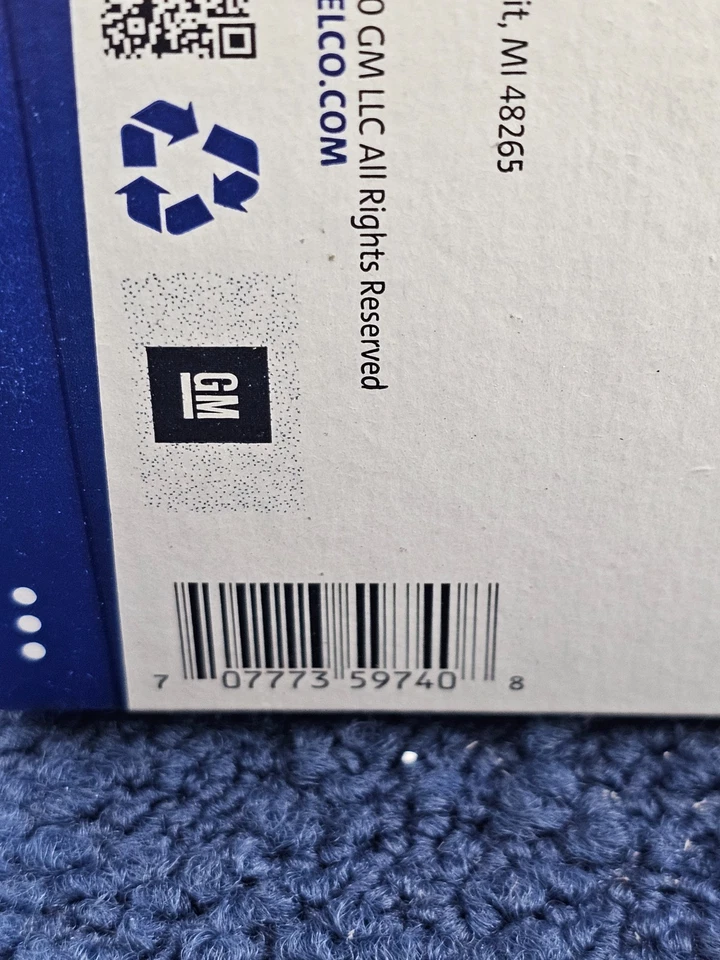 it, MI 48265
0 GM LLC All Rights Reserved
ELCO.COM
GM
7 07773 59740 8